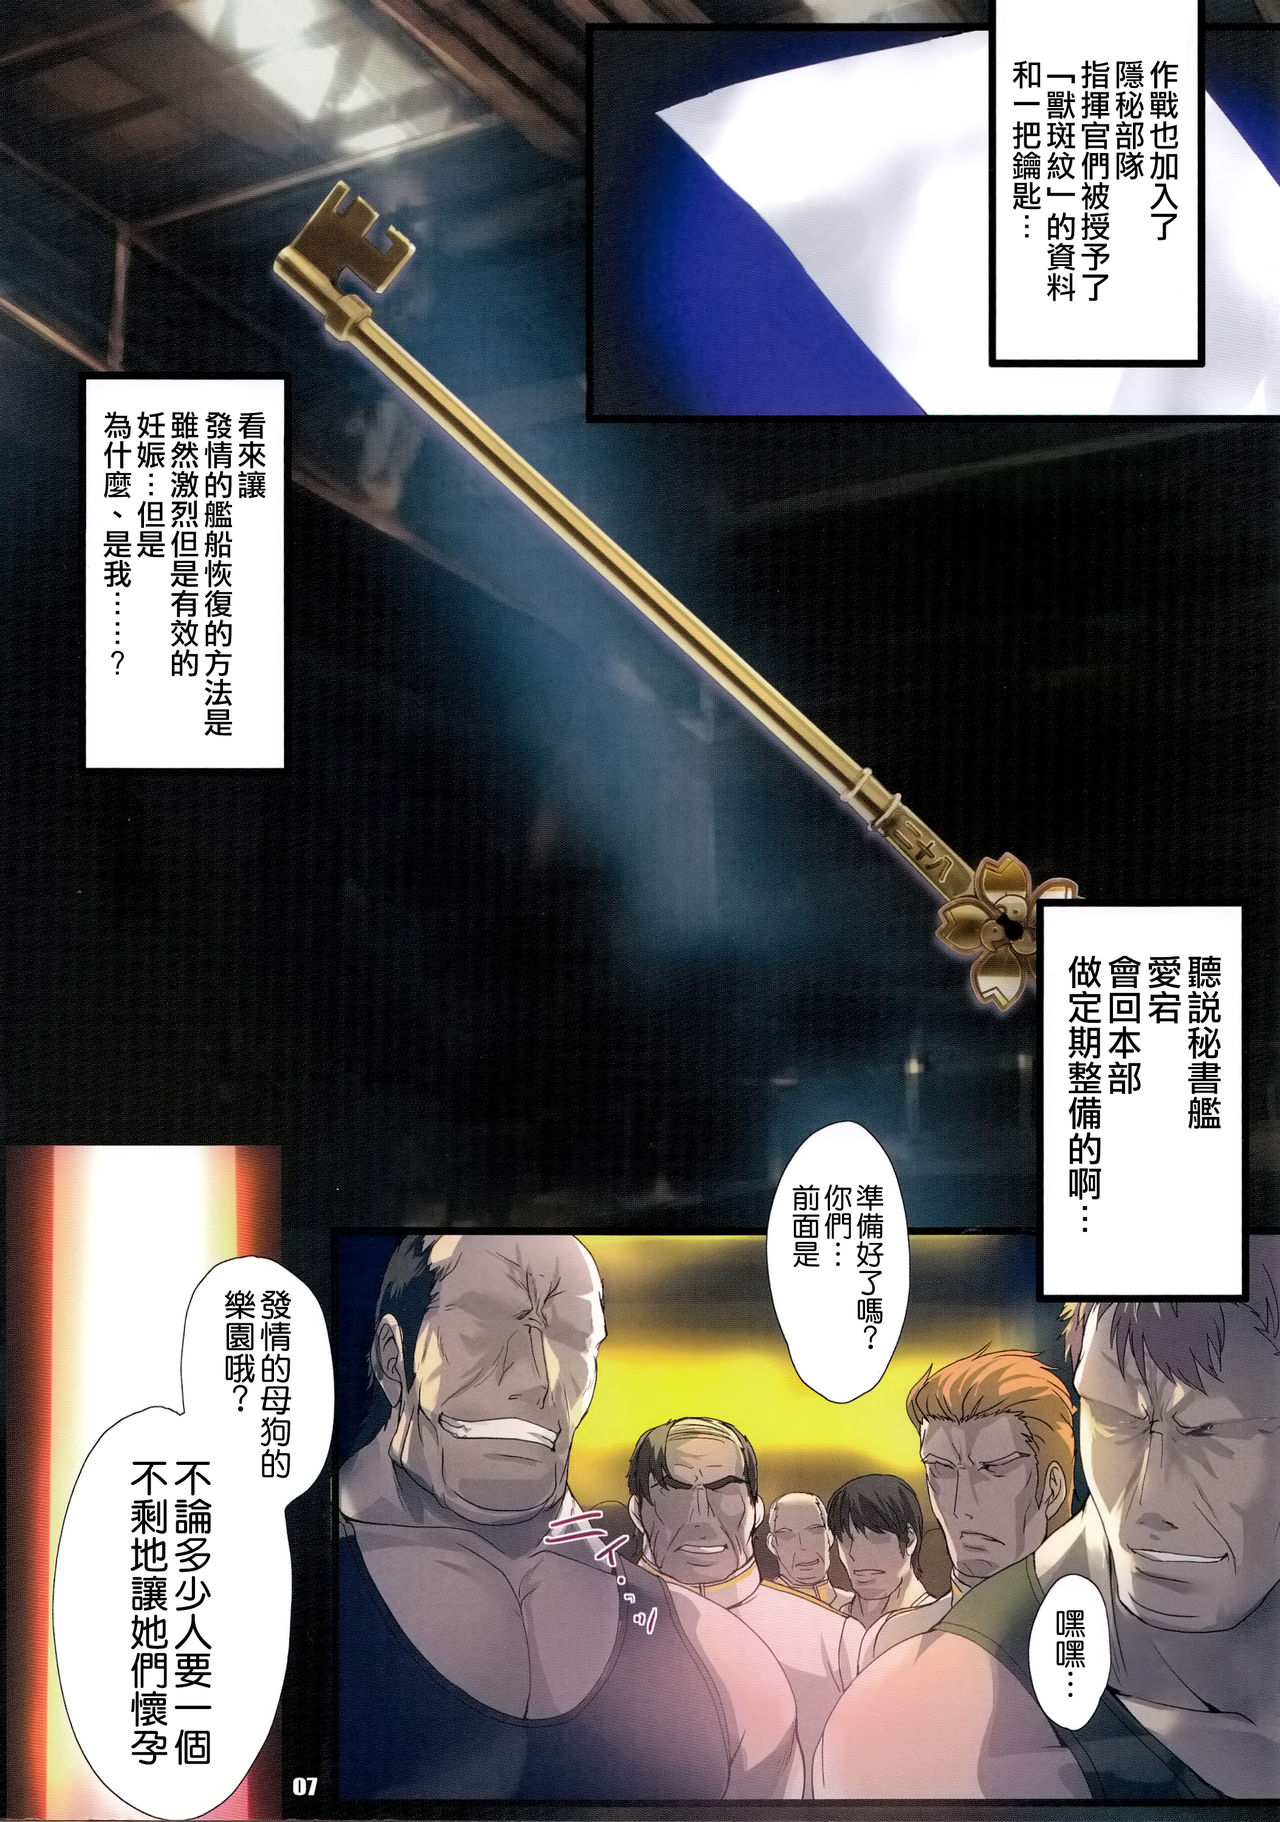 作戰也加入了
隱秘部隊
指揮官們被授予了
「獸斑紋」的資料
和一把鑰匙…
看來讓
發情的艦船恢復的方法是
雖然激烈但是有效的
妊娠…但是
為什麼、是我……?
二十八
聽説秘書艦
愛宕
會回本部
做定期整備的啊…
準備好了嗎?
你們…
前面是
嘿嘿…
ニィ…
發情的母狗的
樂園哦?
不論多少人要一個
不剩地讓她們懷孕
07